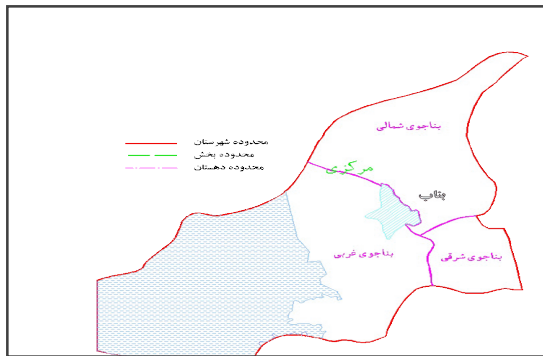 بناجوی شمالی
محدوده شهرستان
محدوده بخش
محدوده دهستان
مرکزی
بناب
بناجوی غربی
بناجوی شرقی